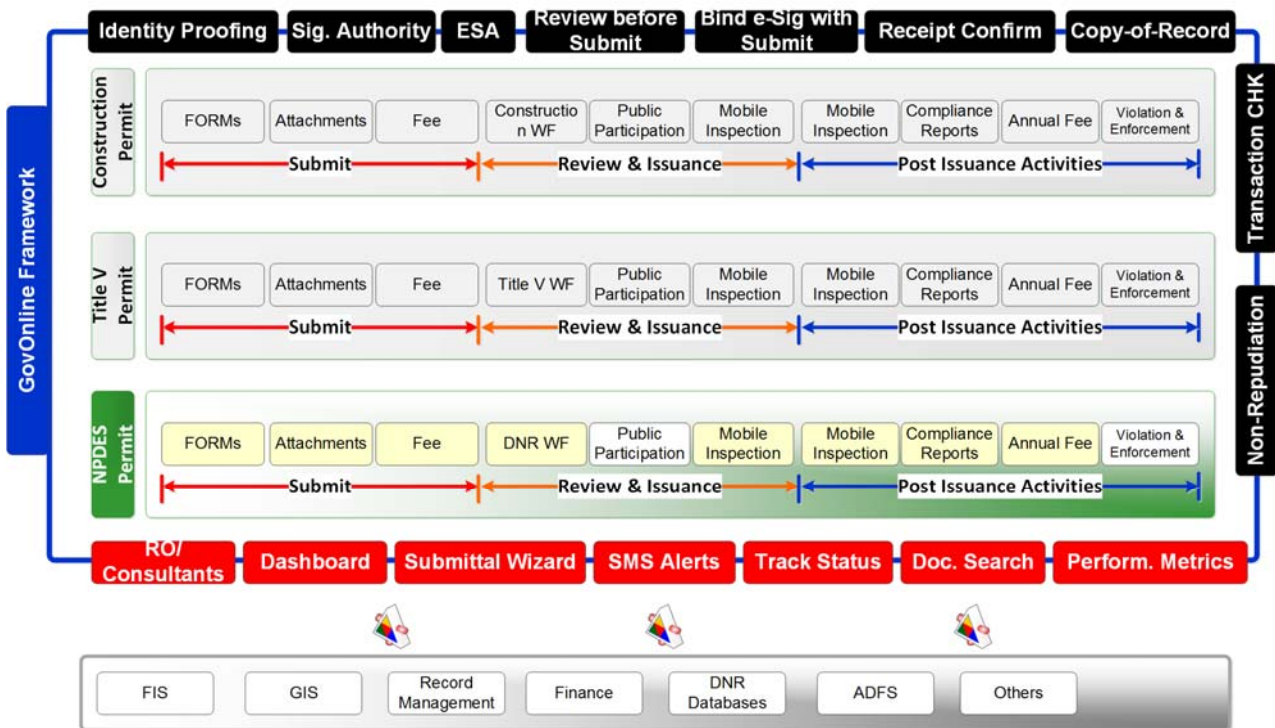 Identity Proofing
Sig. Authority
ESA
Review before
Submit
Bind e-Sig with
Submit
Receipt Confirm
Copy-of-Record
GovOnline Framework
Transaction CHK
Non-Repudiation
Construction
Permit
FORMs
Attachments
Fee
Constructio
n WF
Public
Participation
Mobile
Inspection
Mobile
Inspection
Compliance
Reports
Annual Fee
Violation &
Enforcement
Submit
Review & Issuance
Post Issuance Activities
Title V
Permit
FORMs
Attachments
Fee
Title V WF
Public
Participation
Mobile
Inspection
Mobile
Inspection
Compliance
Reports
Annual Fee
Violation &
Enforcement
Submit
Review & Issuance
Post Issuance Activities
NPDES
Permit
FORMs
Attachments
Fee
DNR WF
Public
Participation
Mobile
Inspection
Mobile
Inspection
Compliance
Reports
Annual Fee
Violation &
Enforcement
Submit
Review & Issuance
Post Issuance Activities
RO/
Consultants
Dashboard
Submittal Wizard
SMS Alerts
Track Status
Doc. Search
Perform. Metrics
FIS
GIS
Record
Management
Finance
DNR
Databases
ADFS
Others